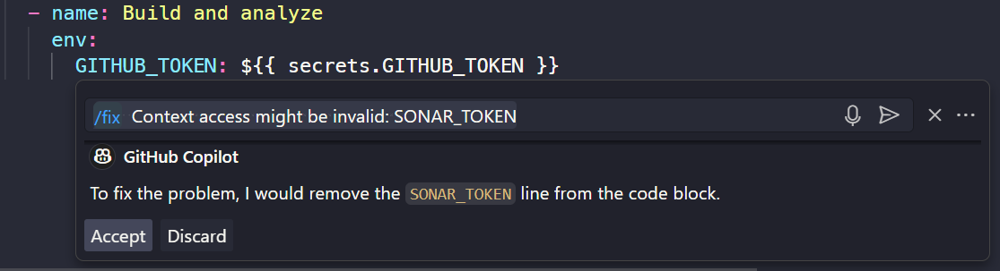 - name: Build and analyze
env:
GITHUB_TOKEN: ${{ secrets.GITHUB_TOKEN }}
/fix Context access might be invalid: SONAR_TOKEN
GitHub Copilot
To fix the problem, I would remove the SONAR_TOKEN line from the code block.
Accept Discard